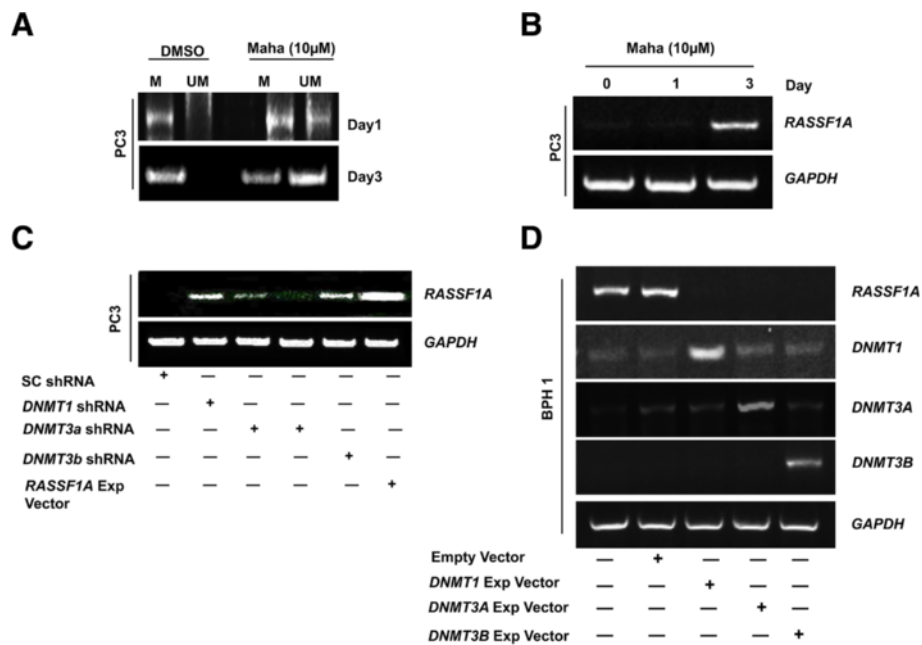 A
DMSO Maha (10μM)
M UM M UM
PC3
Day1
Day3
B
Maha (10μM)
0 1 3 Day
PC3
RASSF1A
GAPDH
C
PC3
RASSF1A
GAPDH
SC shRNA + — — — — —
DNMT1 shRNA — + — — — —
DNMT3a shRNA — — + + — —
DNMT3b shRNA — — — — + —
RASSF1A Exp — — — — — +
Vector
D
BPH 1
RASSF1A
DNMT1
DNMT3A
DNMT3B
GAPDH
Empty Vector — + — — —
DNMT1 Exp Vector — — + — —
DNMT3A Exp Vector — — — + —
DNMT3B Exp Vector — — — — +